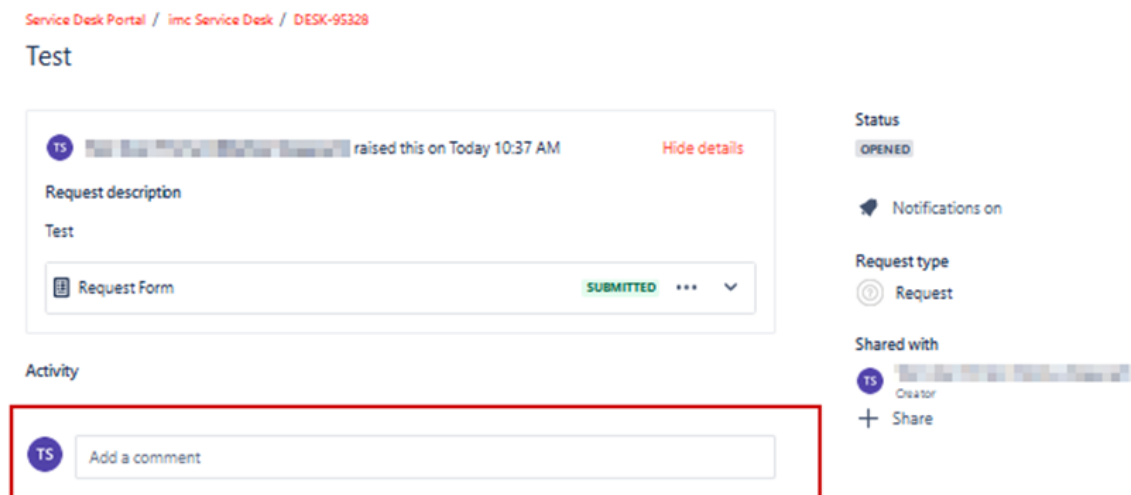 Service Desk Portal / imc Service Desk / DESK-95328
Test
TS raised this on Today 10:37 AM Hide details
Request description
Test
Request Form SUBMITTED ...
Activity
TS Add a comment
Status
OPENED
Notifications on
Request type
Request
Shared with
TS
Creator
Share